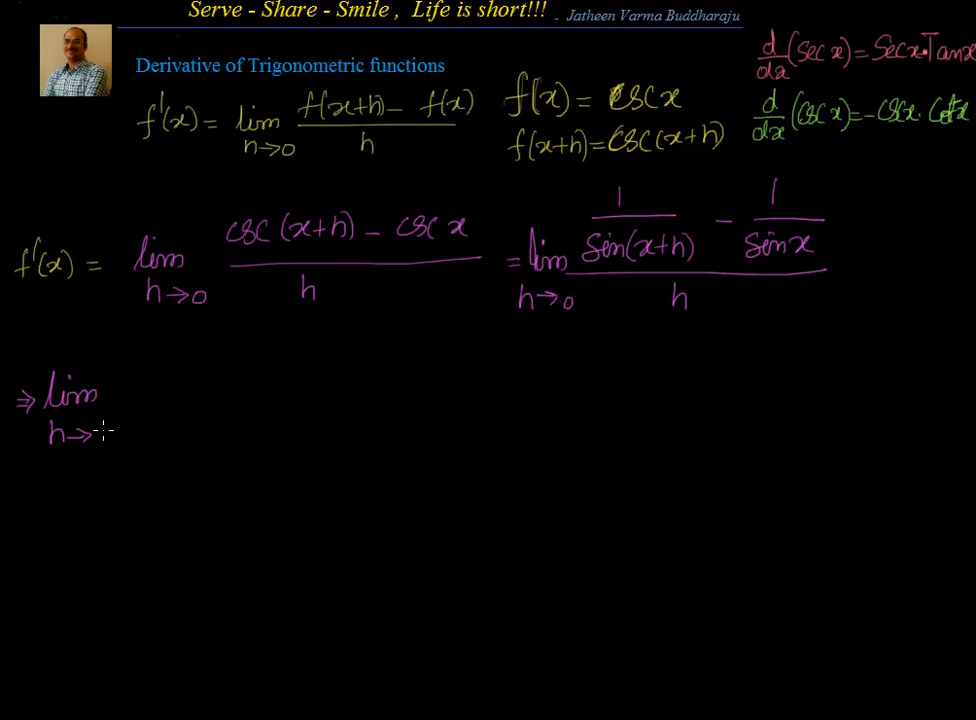 Serve - Share - Smile , Life is short!!! - Jatheen Varma Buddharaju
d/dx (Sec x) = Sec x · Tan x
Derivative of Trigonometric functions
f'(x) = lim h→0 (f(x+h) - f(x)) / h
f(x) = csc x
f(x+h) = csc (x+h)
d/dx (csc x) = - csc x · Cot x
f'(x) = lim h→0 (csc (x+h) - csc x) / h = lim h→0 (1 / Sin(x+h) - 1 / Sin x) / h
⇒ lim h→